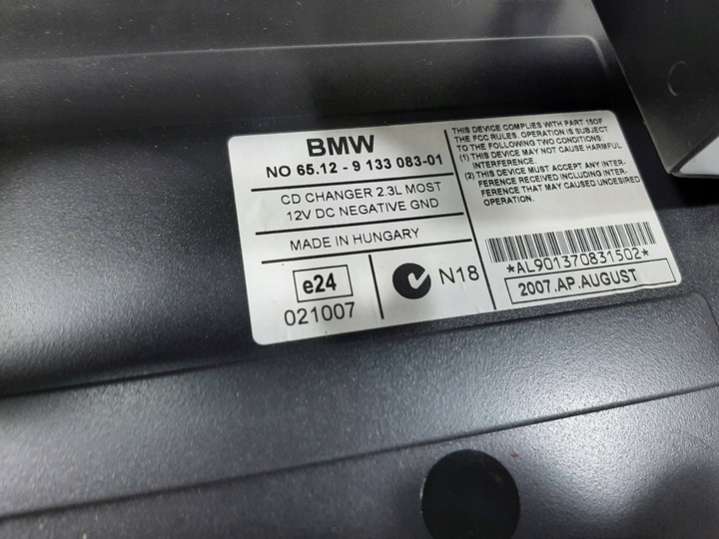 BMW
NO 65.12 - 9 133 083-01
CD CHANGER 2.3L MOST
12V DC NEGATIVE GND
MADE IN HUNGARY
e24
021007
N18
THIS DEVICE COMPLIES WITH PART 15OF
THE FCC RULES. OPERATION IS SUBJECT
TO THE FOLLOWING TWO CONDITIONS:
(1) THIS DEVICE MAY NOT CAUSE HARMFUL
INTERFERENCE.
(2) THIS DEVICE MUST ACCEPT ANY INTER-
FERENCE RECEIVED INCLUDING INTER-
FERENCE THAT MAY CAUSED UNDESIRED
OPERATION.
*AL901370831502*
2007.AP.AUGUST